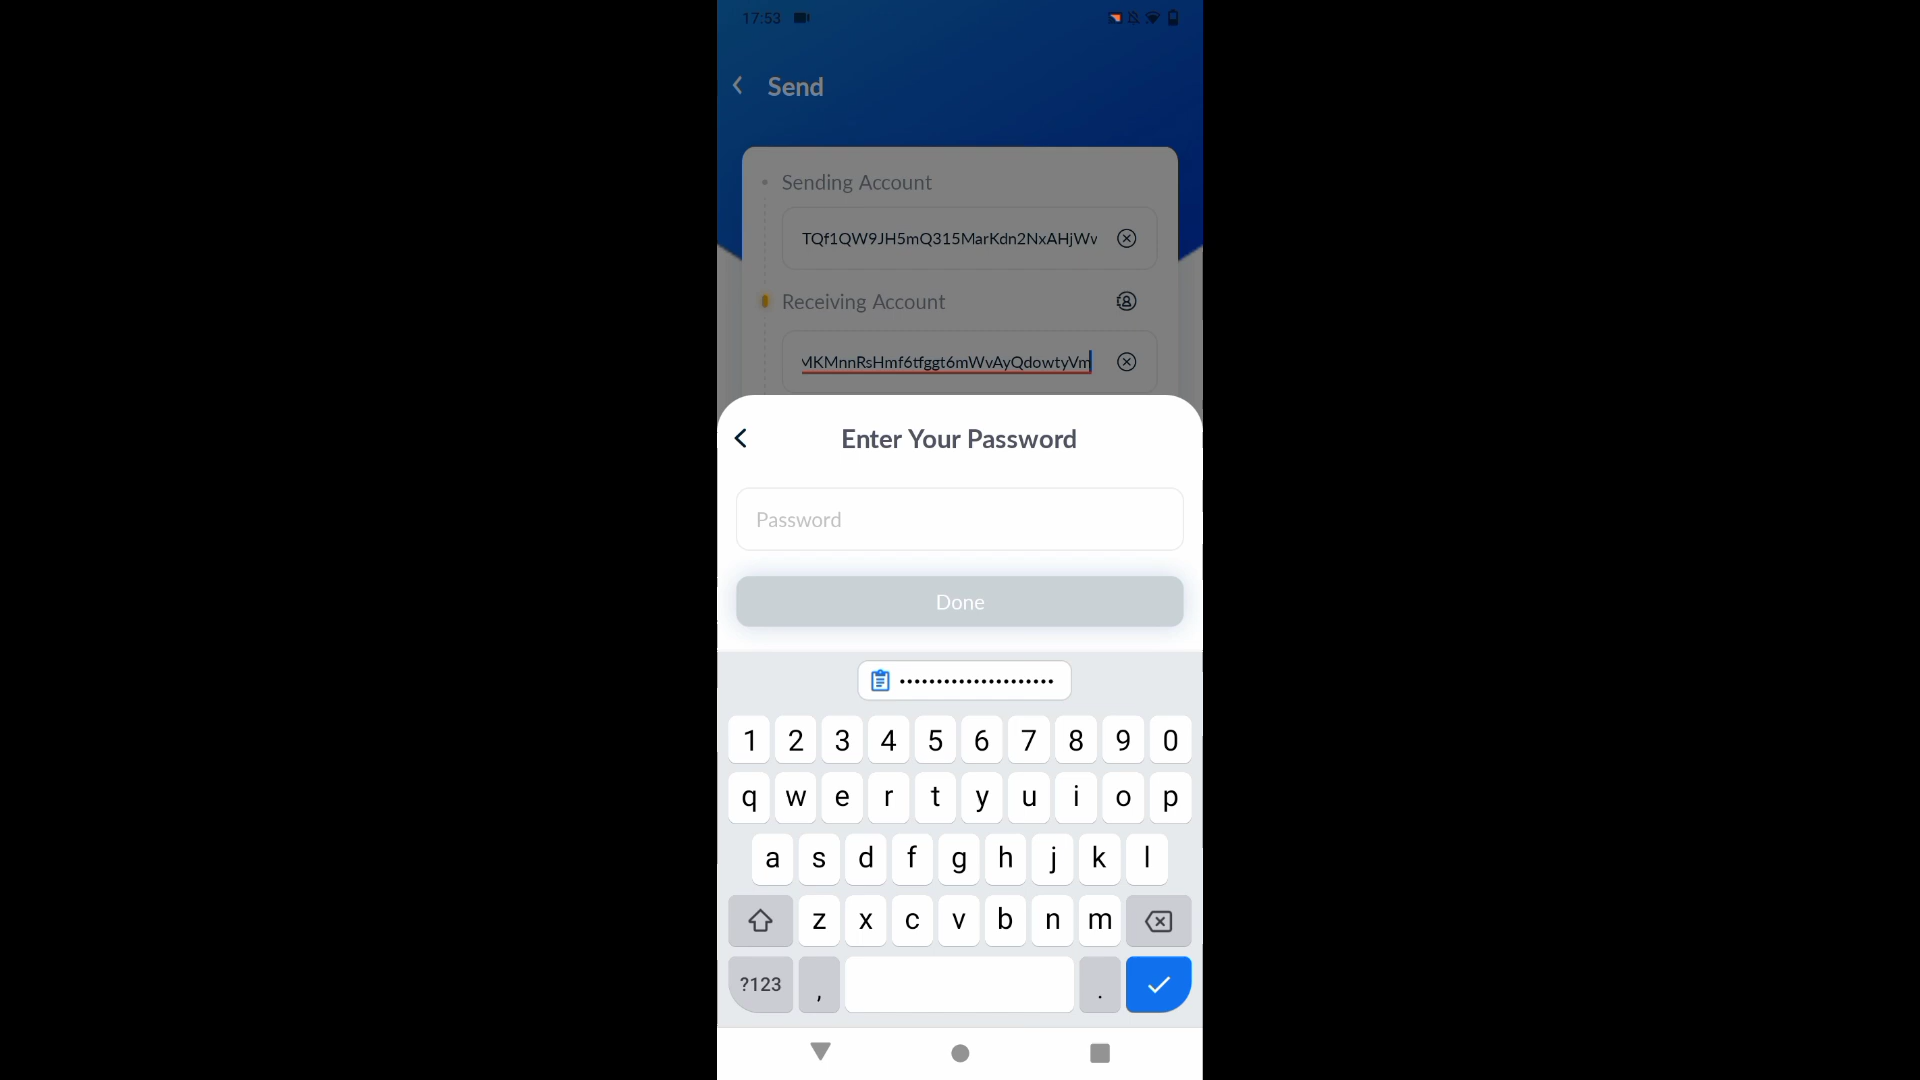 17:53
Send
Sending Account
TQf1QW9JH5mQ315MarKdn2NxAHjWv
Receiving Account
MKMnnRsHmf6tfggt6mWvAyQdowtyVm
Enter Your Password
Password
Done
••••••••••••••••••••••
1 2 3 4 5 6 7 8 9 0
q w e r t y u i o p
a s d f g h j k l
z x c v b n m
?123 , .